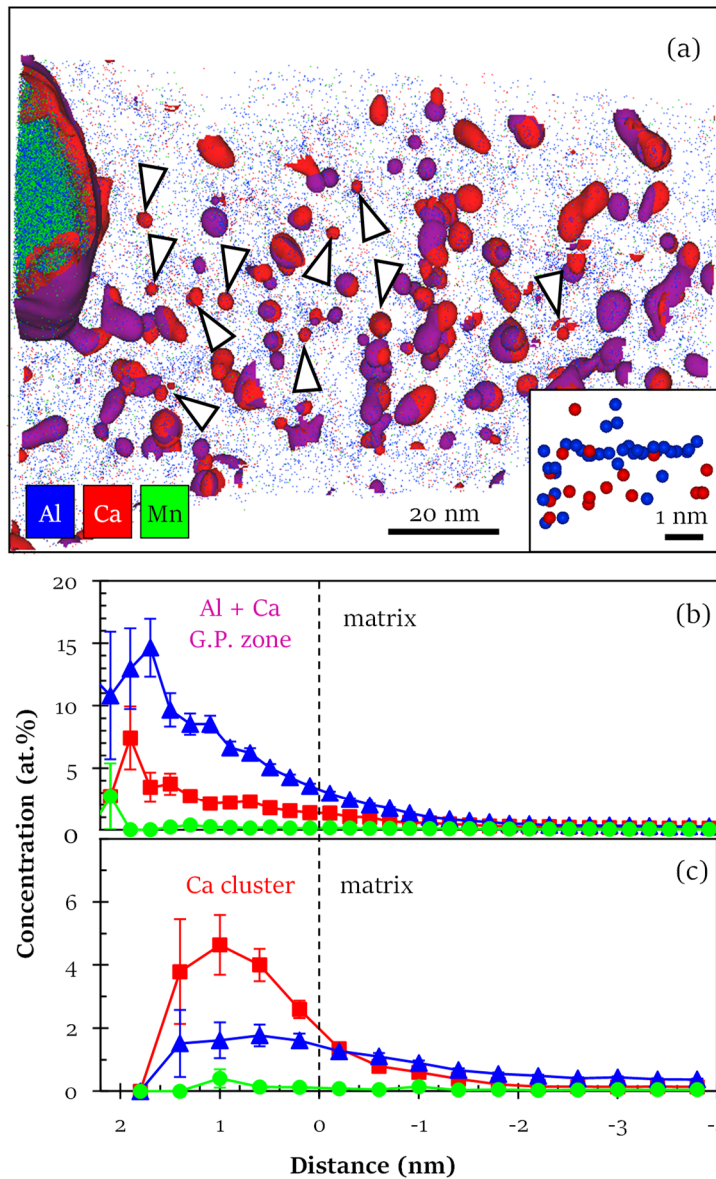 (a)
Al Ca Mn
20 nm
1 nm
(b)
Al + Ca
G.P. zone
matrix
20
15
10
5
0
(c)
Ca cluster
matrix
6
4
2
0
Concentration (at.%)
2 1 0 -1 -2 -3
Distance (nm)